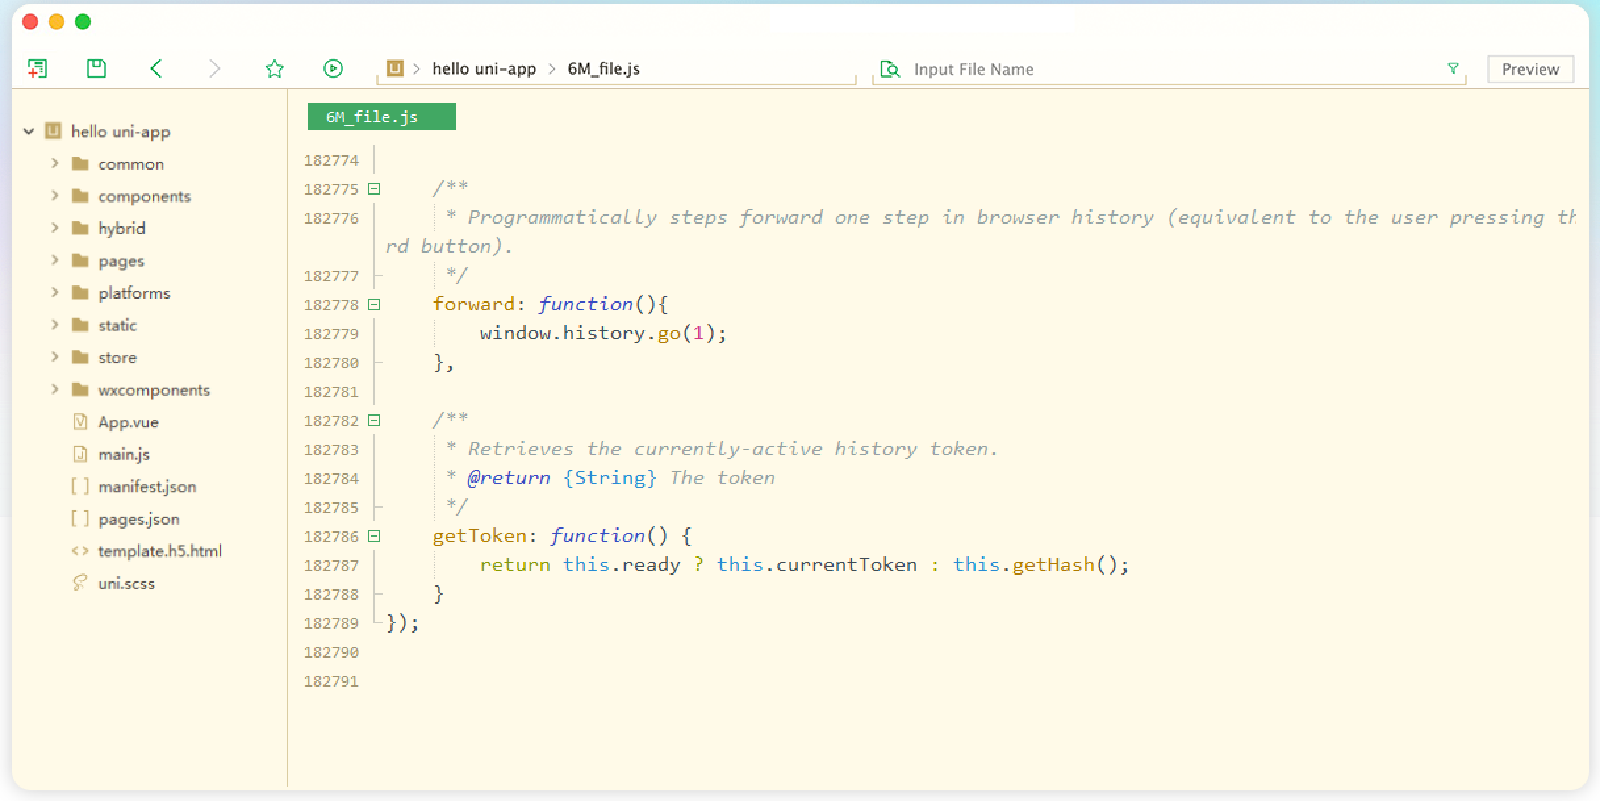 hello uni-app > 6M_file.js
Input File Name
Preview
hello uni-app
common
components
hybrid
pages
platforms
static
store
wxcomponents
App.vue
main.js
manifest.json
pages.json
template.h5.html
uni.scss
6M_file.js
182774
182775 /**
182776 * Programmatically steps forward one step in browser history (equivalent to the user pressing th
rd button).
182777 */
182778 forward: function(){
182779 window.history.go(1);
182780 },
182781
182782 /**
182783 * Retrieves the currently-active history token.
182784 * @return {String} The token
182785 */
182786 getToken: function() {
182787 return this.ready ? this.currentToken : this.getHash();
182788 }
182789 });
182790
182791